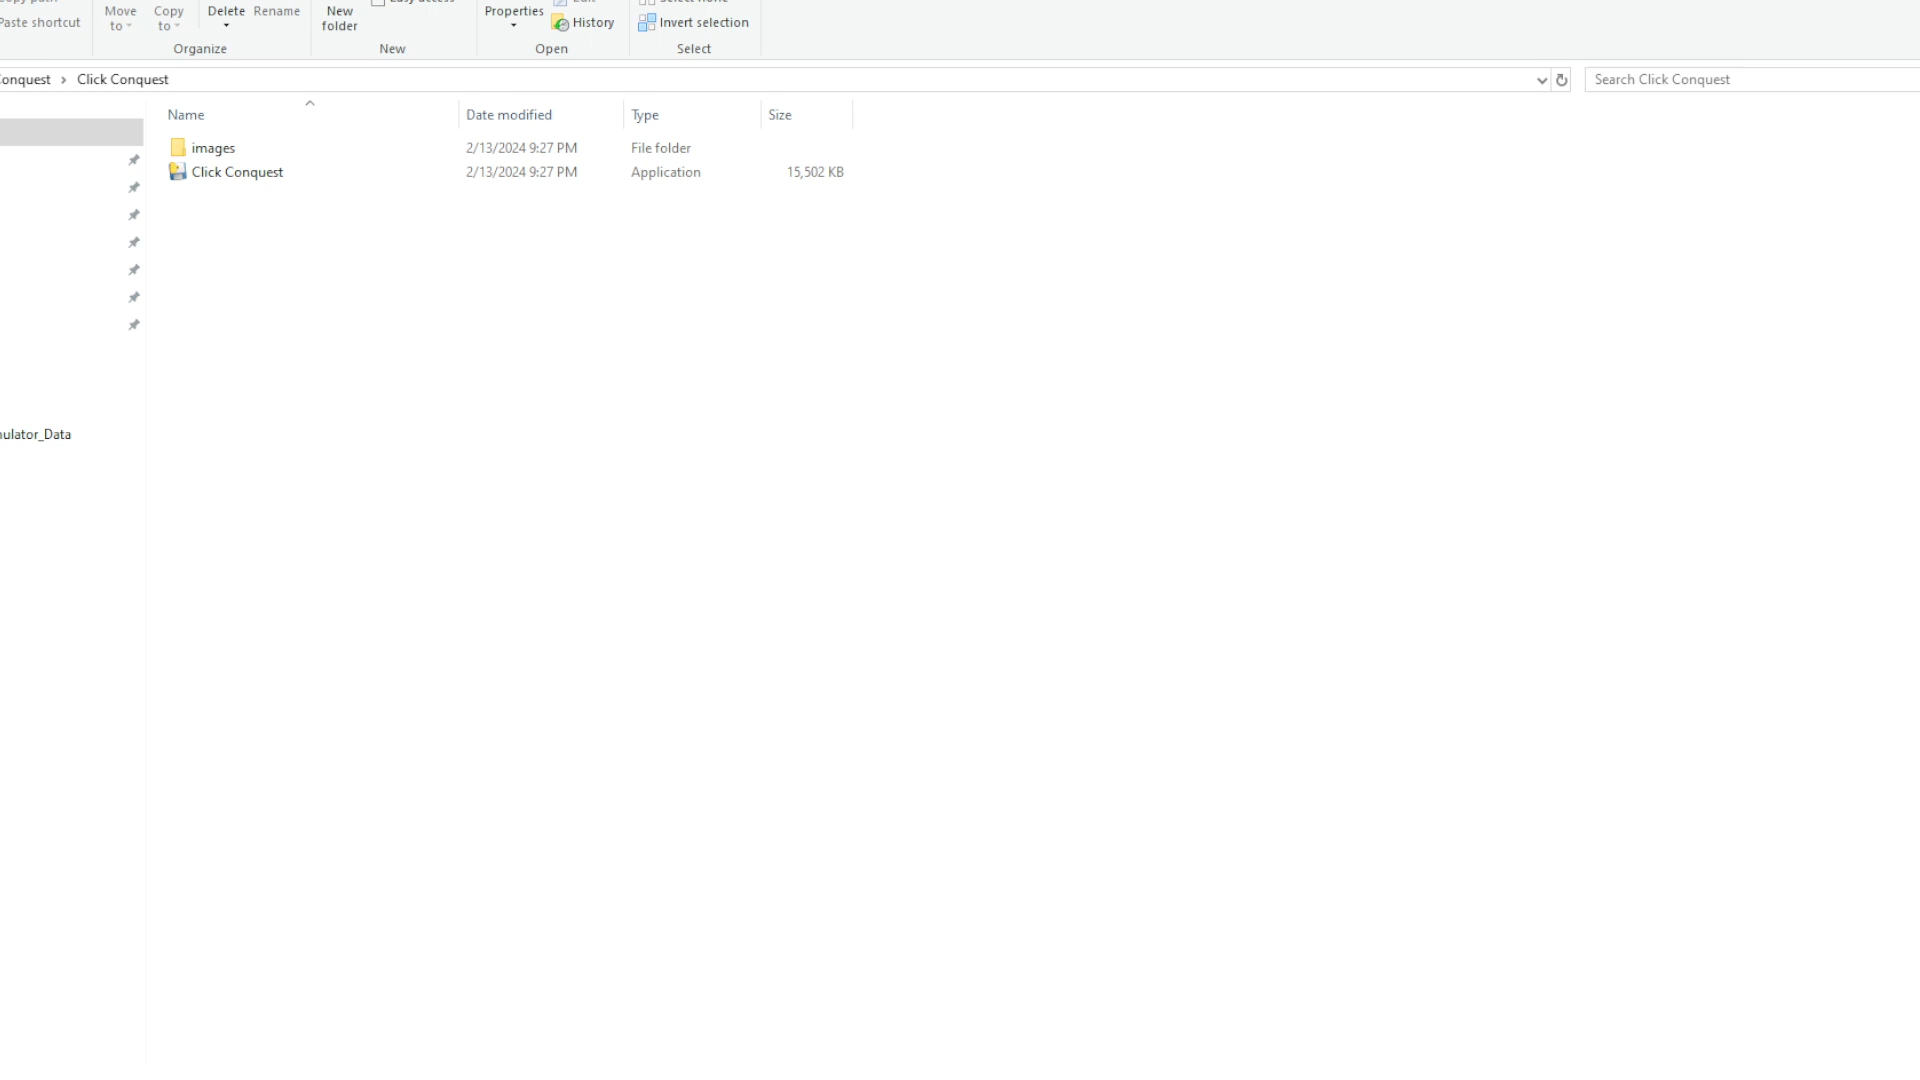 Move to
Copy to
Delete
Rename
New folder
Properties
Paste shortcut
History
Invert selection
Organize
New
Open
Select
onquest > Click Conquest
Search Click Conquest
Name
Date modified
Type
Size
images
2/13/2024 9:27 PM
File folder
Click Conquest
2/13/2024 9:27 PM
Application
15,502 KB
ulator_Data